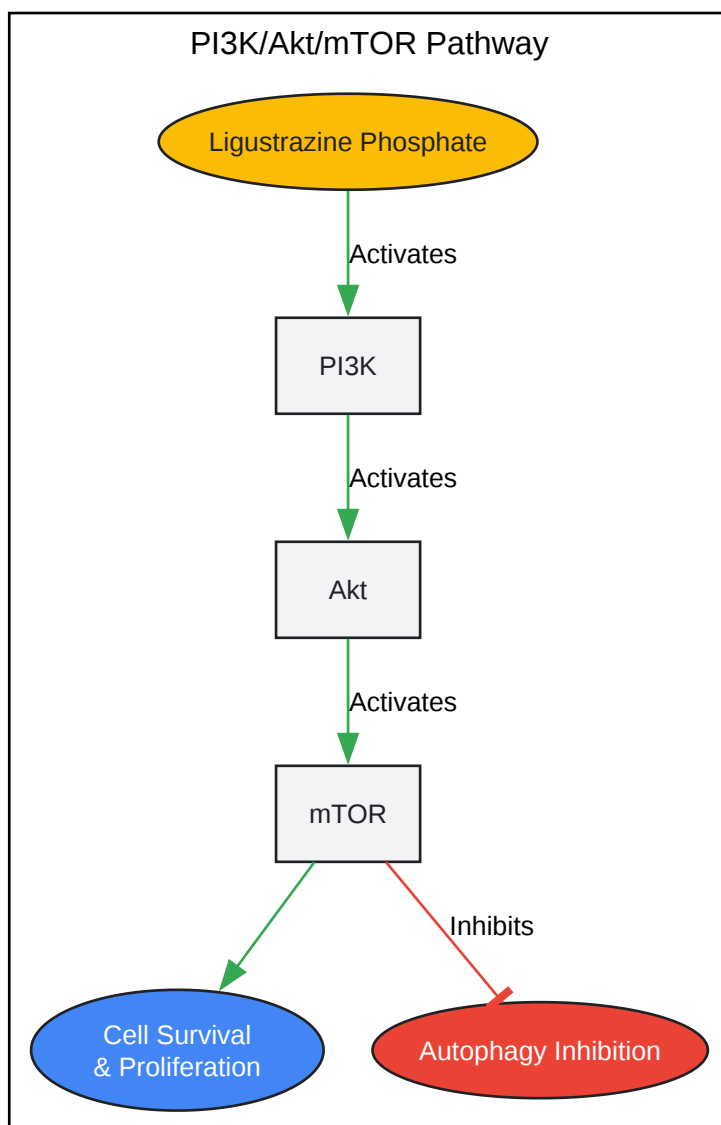 PI3K/Akt/mTOR Pathway
Ligustrazine Phosphate
Activates
PI3K
Activates
Akt
Activates
mTOR
Inhibits
Cell Survival
& Proliferation
Autophagy Inhibition